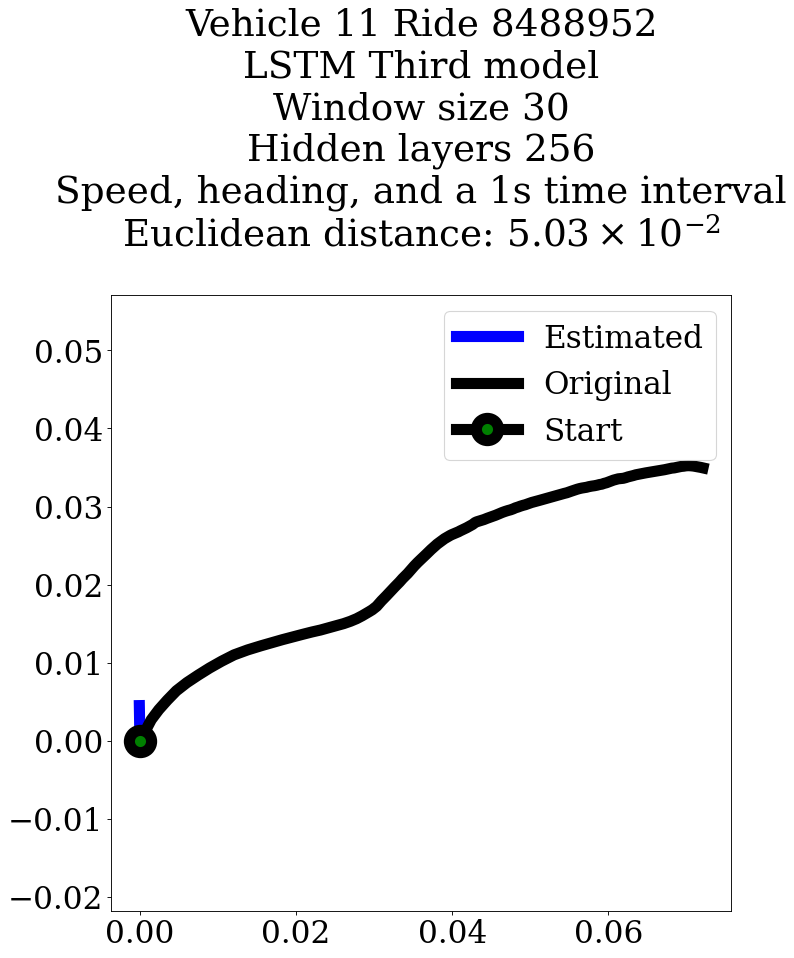 Vehicle 11 Ride 8488952
LSTM Third model
Window size 30
Hidden layers 256
Speed, heading, and a 1s time interval
Euclidean distance: 5.03 × 10⁻²
Estimated
Original
Start
0.05
0.04
0.03
0.02
0.01
0.00
−0.01
−0.02
0.00 0.02 0.04 0.06